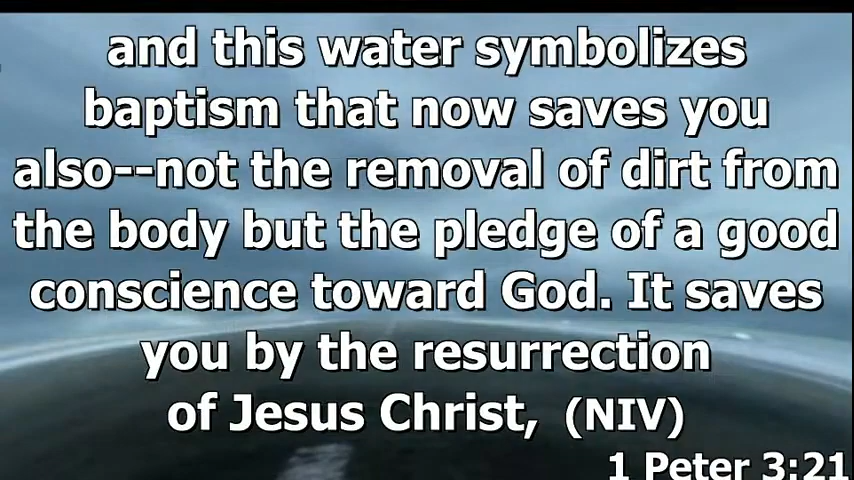 and this water symbolizes
baptism that now saves you
also--not the removal of dirt from
the body but the pledge of a good
conscience toward God. It saves
you by the resurrection
of Jesus Christ, (NIV)
1 Peter 3:21